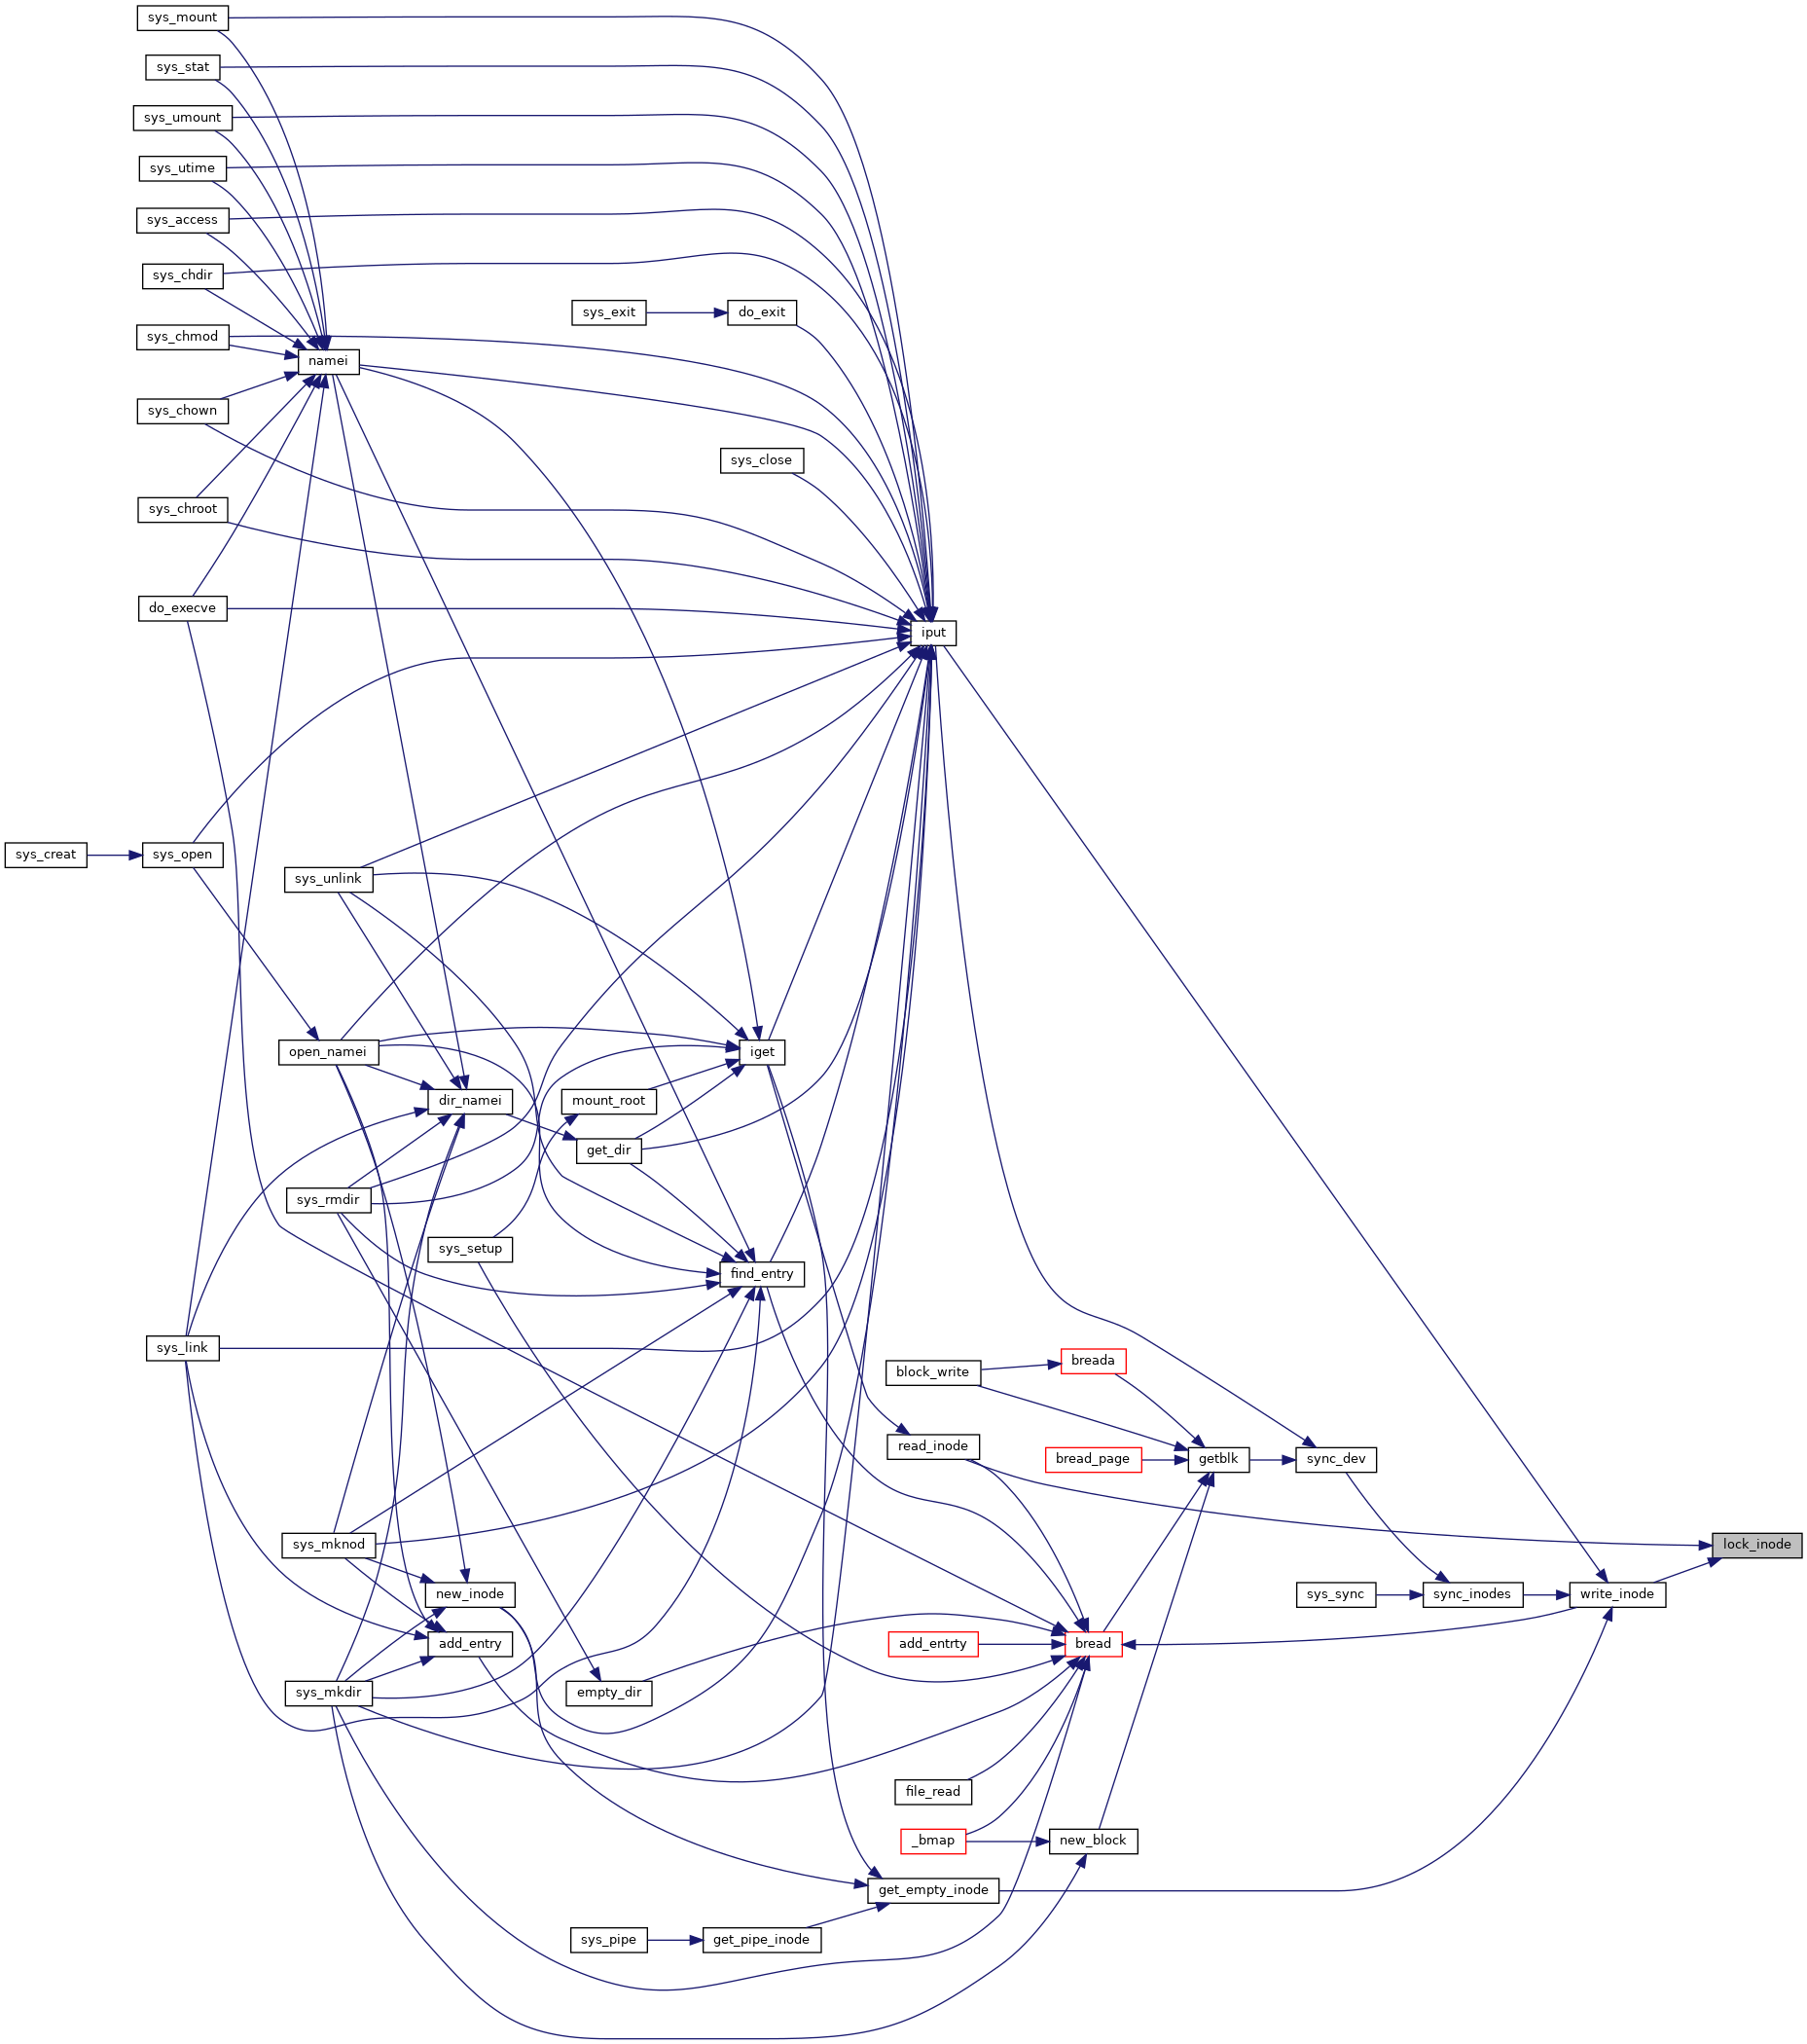 sys_mount
sys_stat
sys_umount
sys_utime
sys_access
sys_chdir
sys_exit
do_exit
sys_chmod
namei
sys_chown
sys_close
sys_chroot
do_execve
iput
sys_creat
sys_open
sys_unlink
open_namei
iget
dir_namei
mount_root
get_dir
sys_rmdir
sys_setup
find_entry
sys_link
block_write
breada
read_inode
bread_page
getblk
sync_dev
sys_mknod
lock_inode
new_inode
sys_sync
sync_inodes
write_inode
add_entry
add_entrty
bread
sys_mkdir
empty_dir
file_read
_bmap
new_block
get_empty_inode
sys_pipe
get_pipe_inode